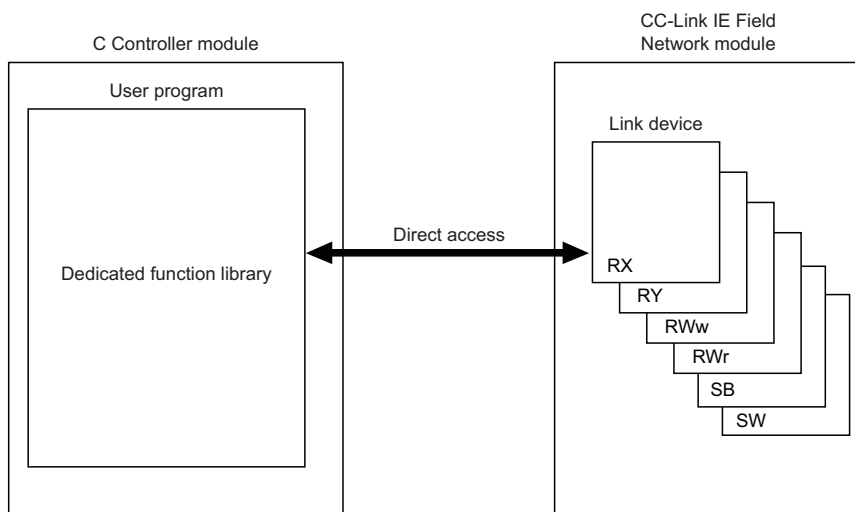 C Controller module
User program
Dedicated function library
Direct access
CC-Link IE Field
Network module
Link device
RX
RY
RWw
RWr
SB
SW